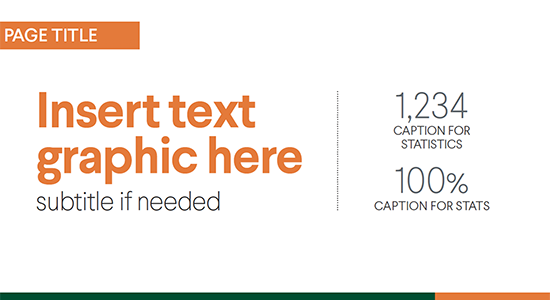 PAGE TITLE
Insert text
graphic here
subtitle if needed
1,234
CAPTION FOR
STATISTICS
100%
CAPTION FOR STATS